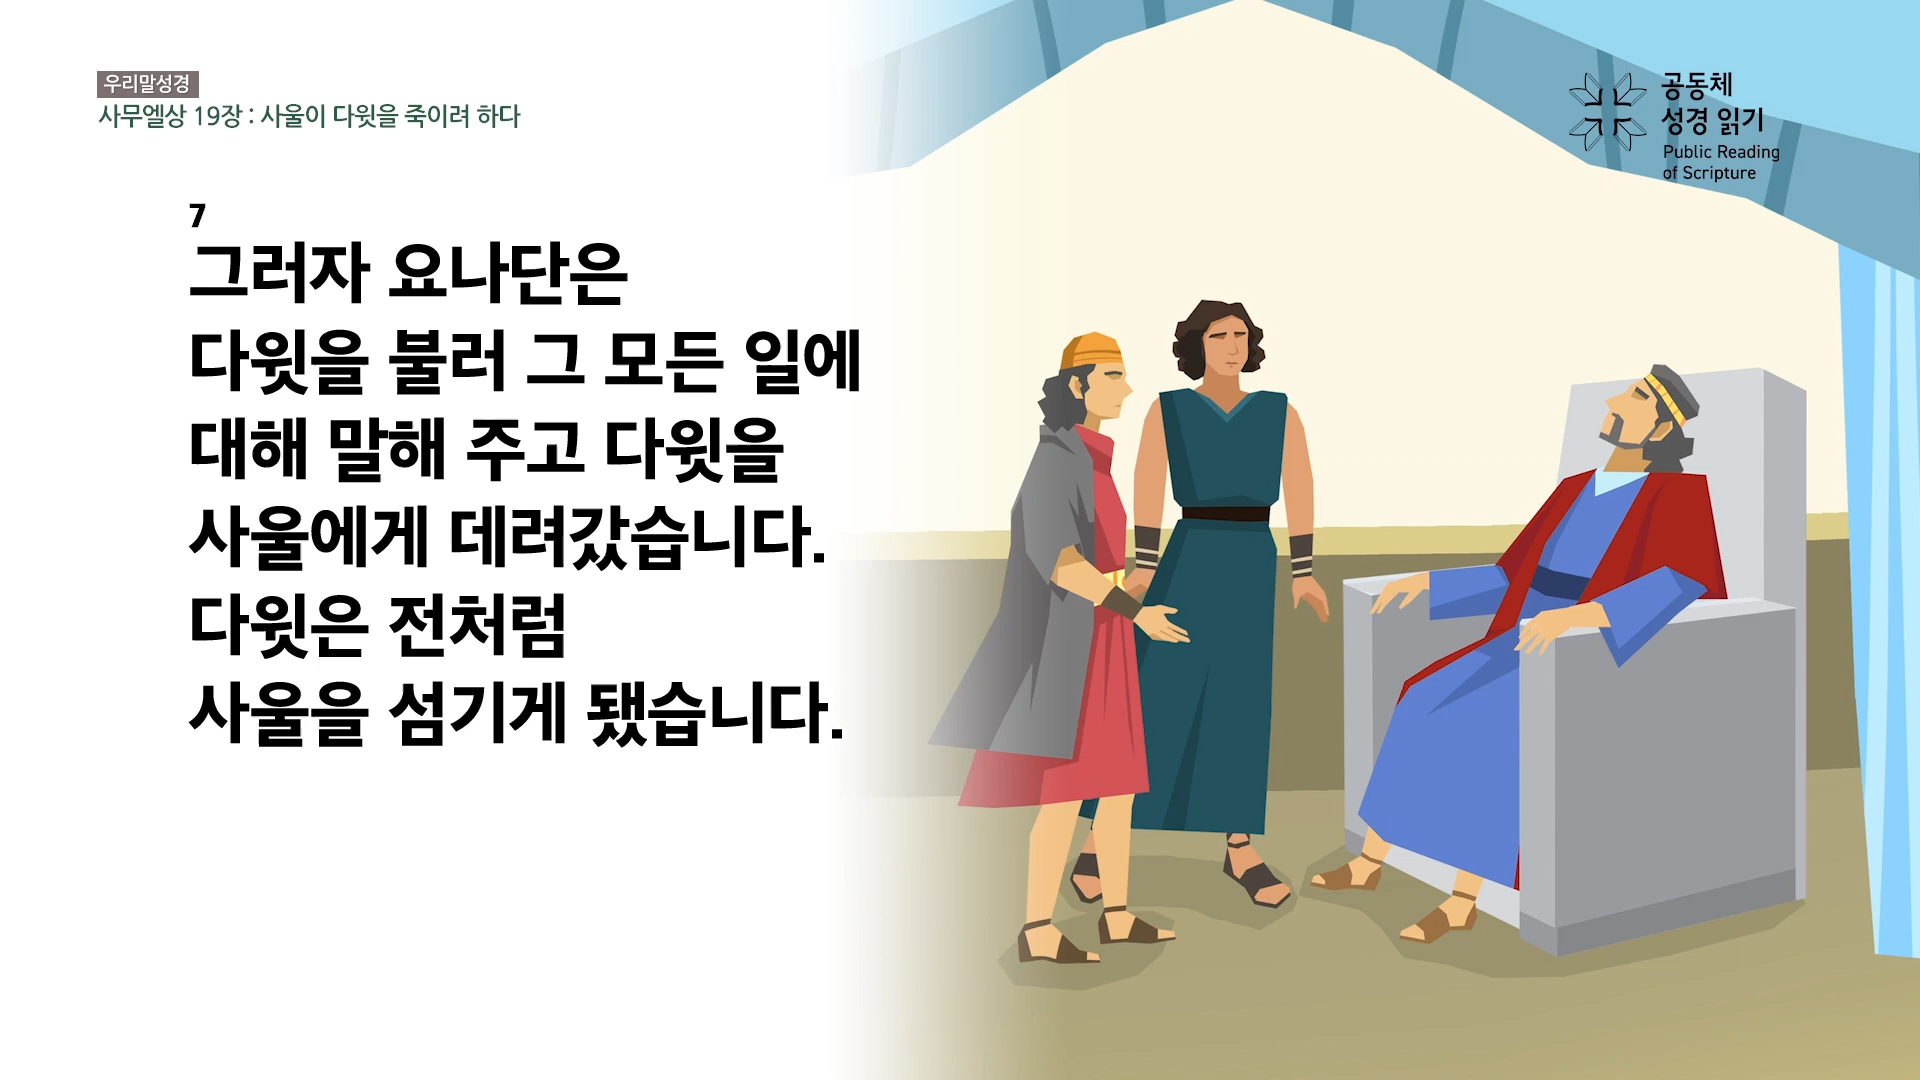 우리말성경
사무엘상 19장 : 사울이 다윗을 죽이려 하다
공동체
성경 읽기
Public Reading
of Scripture
7
그러자 요나단은
다윗을 불러 그 모든 일에
대해 말해 주고 다윗을
사울에게 데려갔습니다.
다윗은 전처럼
사울을 섬기게 됐습니다.